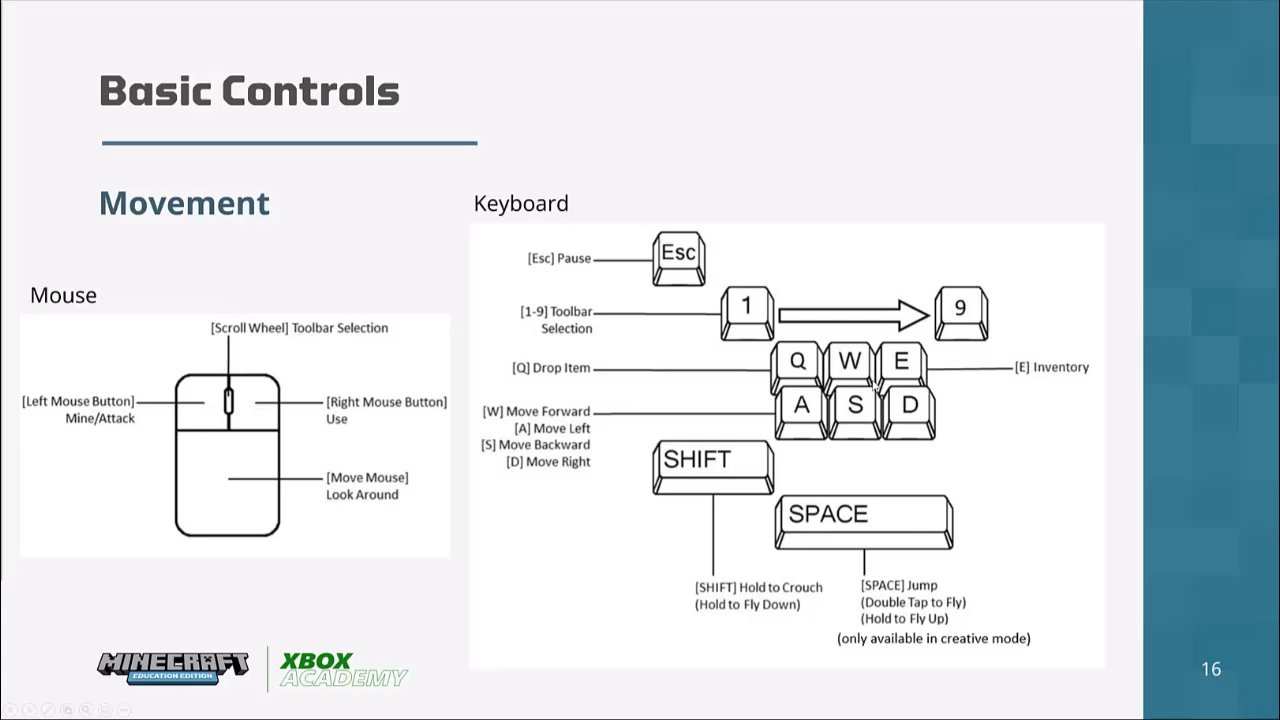 Basic Controls
Movement
Mouse
[Scroll Wheel] Toolbar Selection
[Left Mouse Button]
Mine/Attack
[Right Mouse Button]
Use
[Move Mouse]
Look Around
Keyboard
[Esc] Pause
Esc
[1-9] Toolbar
Selection
1
9
[Q] Drop Item
Q W E
[E] Inventory
[W] Move Forward
[A] Move Left
[S] Move Backward
[D] Move Right
A S D
SHIFT
SPACE
[SHIFT] Hold to Crouch
(Hold to Fly Down)
[SPACE] Jump
(Double Tap to Fly)
(Hold to Fly Up)
(only available in creative mode)
MINECRAFT
EDUCATION EDITION
XBOX
ACADEMY
16